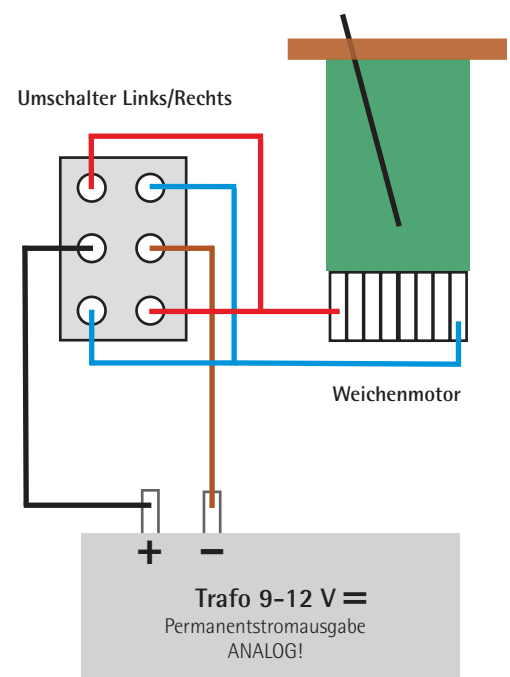 Umschalter Links/Rechts
Weichenmotor
+ −
Trafo 9-12 V =
Permanentstromausgabe
ANALOG!